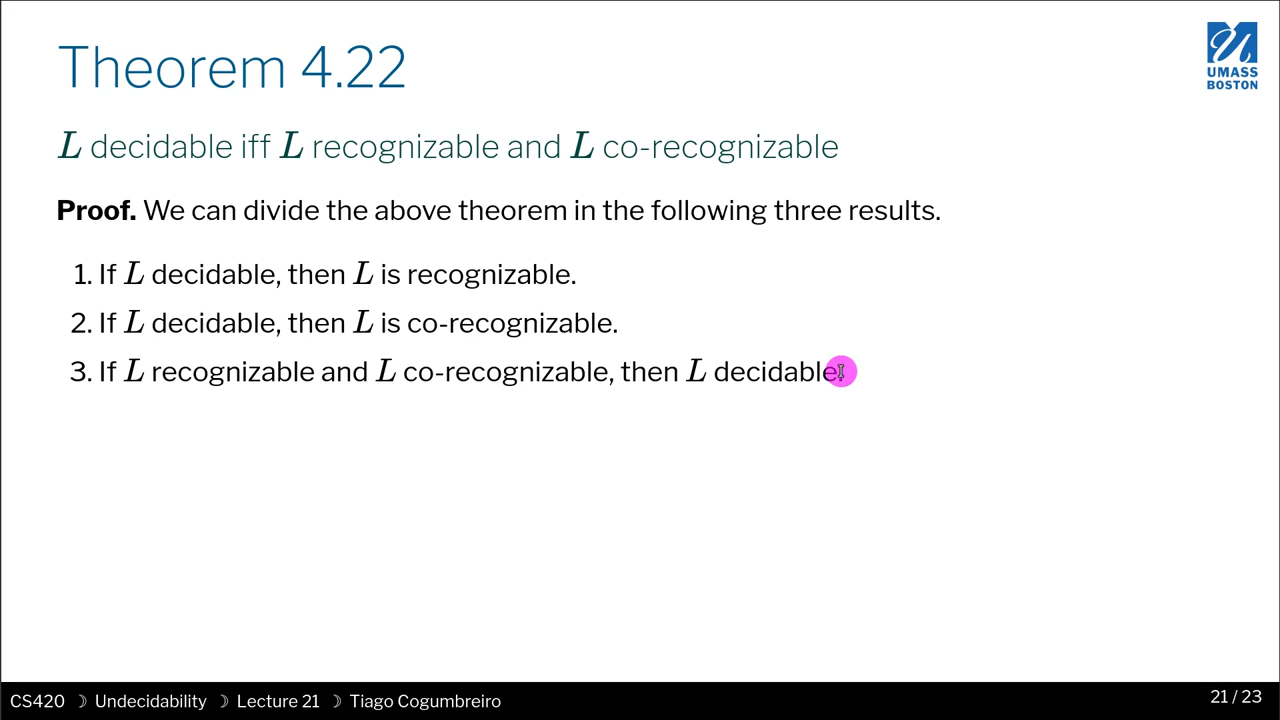 Theorem 4.22
UMASS
BOSTON
L decidable iff L recognizable and L co-recognizable
Proof. We can divide the above theorem in the following three results.
1. If L decidable, then L is recognizable.
2. If L decidable, then L is co-recognizable.
3. If L recognizable and L co-recognizable, then L decidable.
CS420 ☽ Undecidability ☽ Lecture 21 ☽ Tiago Cogumbreiro
21 / 23